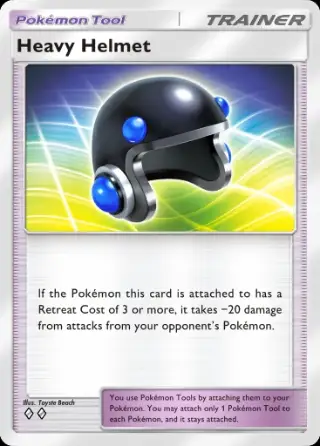 Pokémon Tool
TRAINER
Heavy Helmet
If the Pokémon this card is attached to has a
Retreat Cost of 3 or more, it takes −20 damage
from attacks from your opponent's Pokémon.
Illus. Toyste Beach
You use Pokémon Tools by attaching them to your
Pokémon. You may attach only 1 Pokémon Tool to
each Pokémon, and it stays attached.